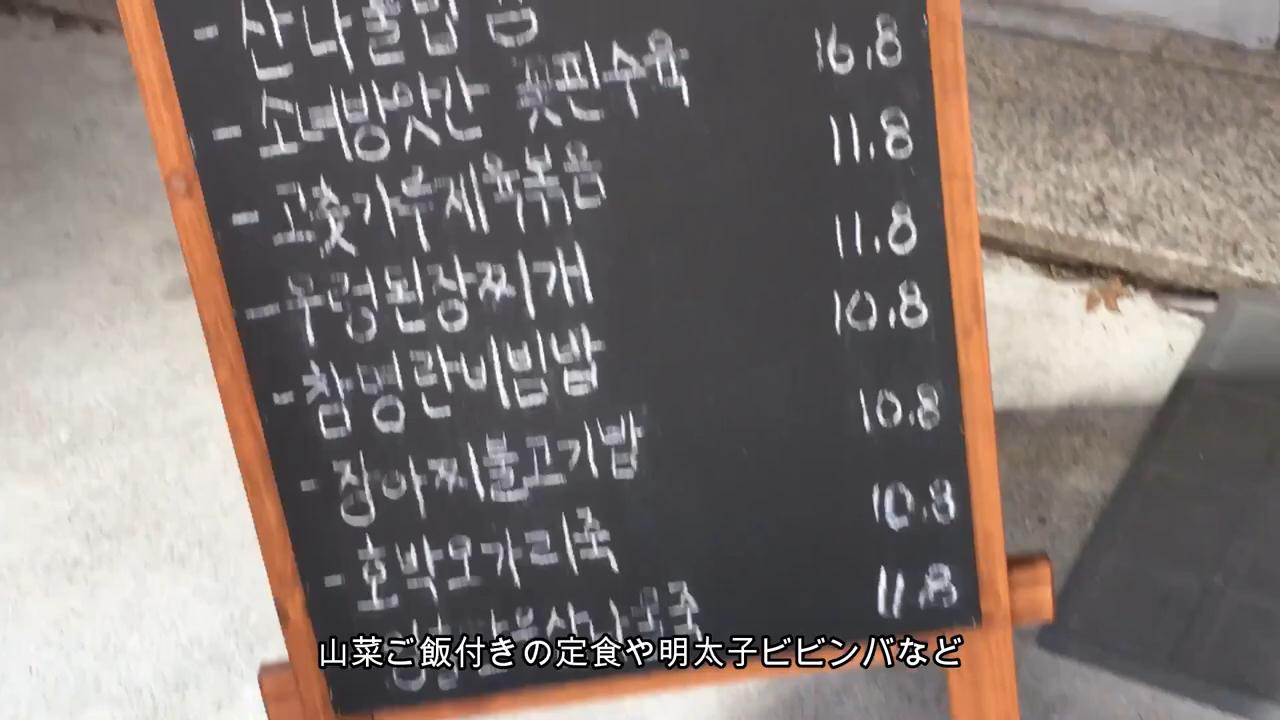 - 산나물밥
- 소대방앗간 꽃판수육 16.8
- 고춧가루제육볶음 11.8
- 우렁된장찌개 11.8
- 참명란비빔밥 10.8
- 장아찌불고기밥 10.8
- 호박오가리죽 10.8
11.8
山菜ご飯付きの定食や明太子ビビンバなど